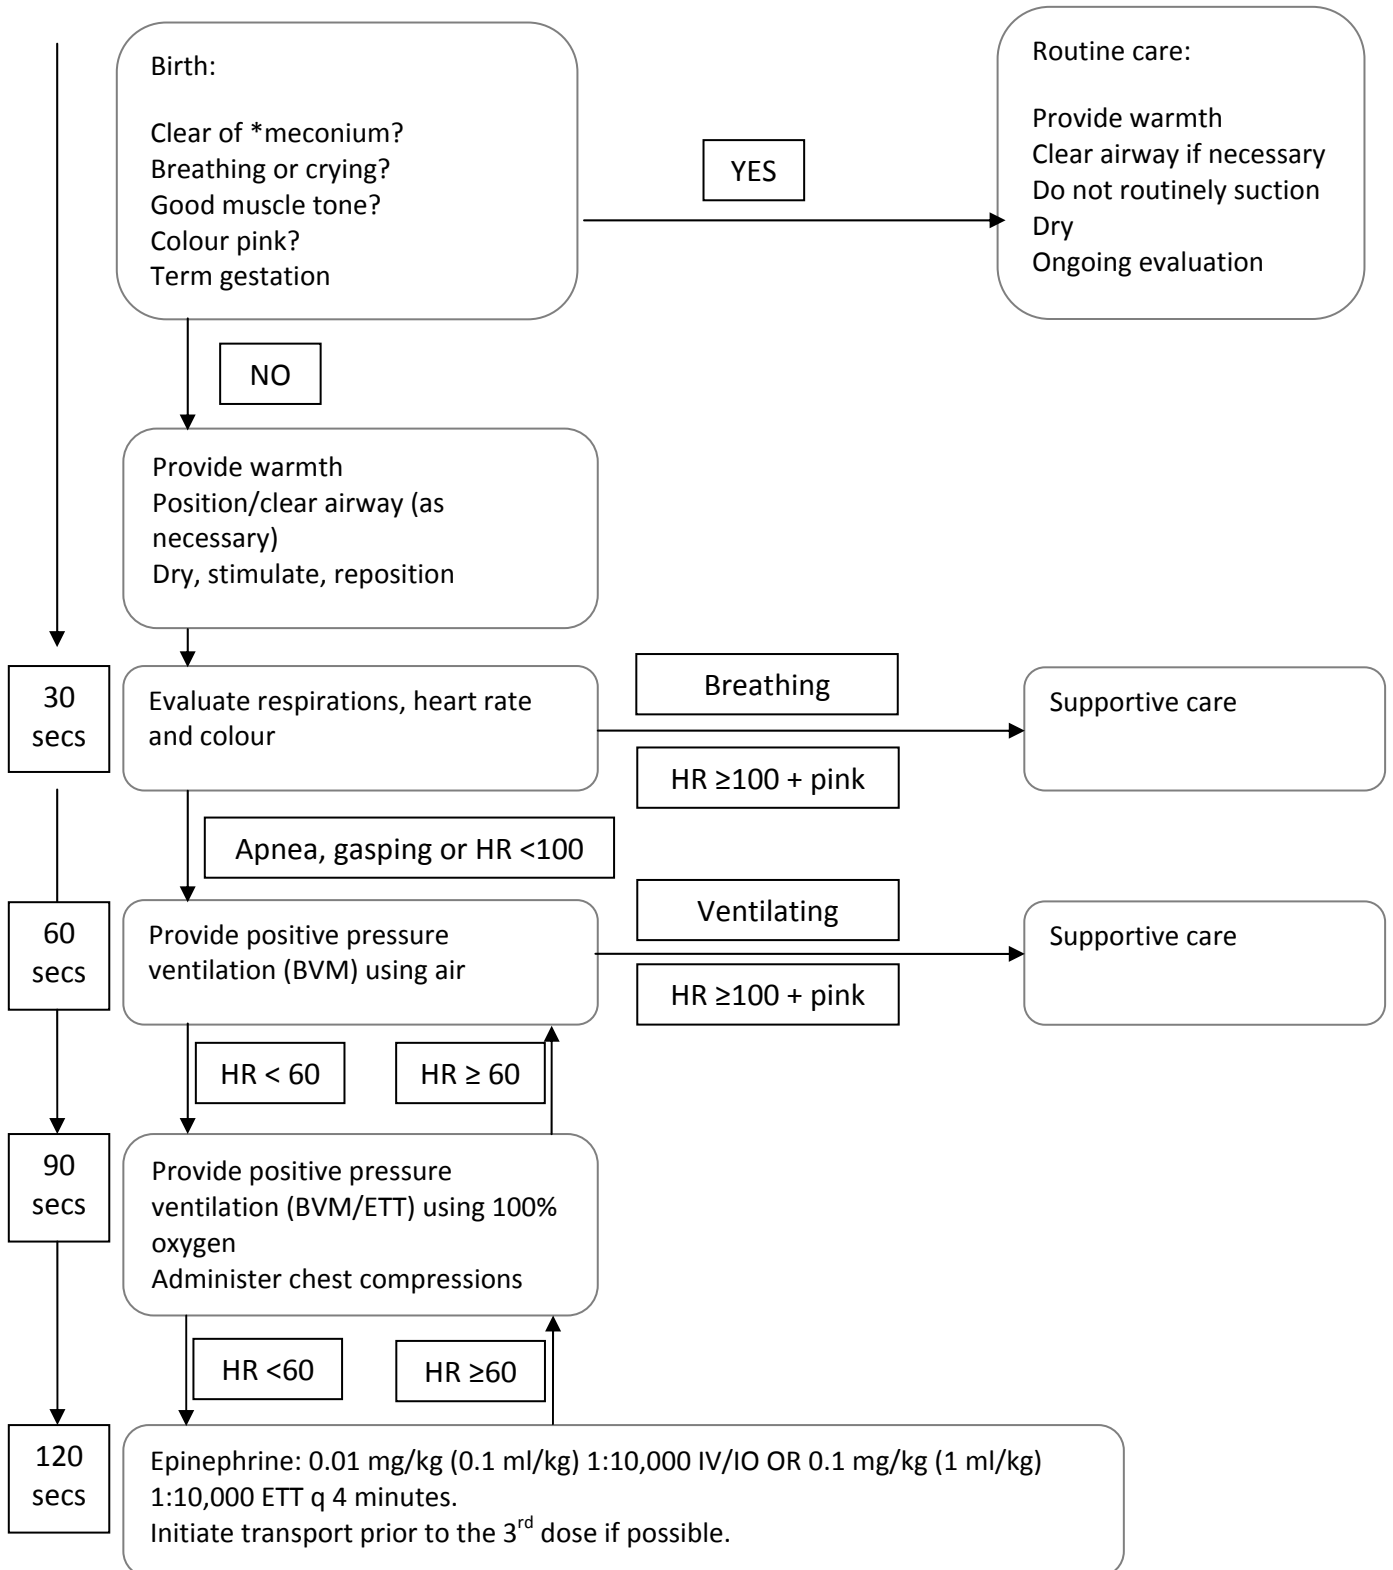 Birth:
Clear of *meconium?
Breathing or crying?
Good muscle tone?
Colour pink?
Term gestation
YES
Routine care:
Provide warmth
Clear airway if necessary
Do not routinely suction
Dry
Ongoing evaluation
NO
Provide warmth
Position/clear airway (as
necessary)
Dry, stimulate, reposition
30
secs
Evaluate respirations, heart rate
and colour
Breathing
HR ≥100 + pink
Supportive care
Apnea, gasping or HR <100
60
secs
Provide positive pressure
ventilation (BVM) using air
Ventilating
HR ≥100 + pink
Supportive care
HR < 60
HR ≥ 60
90
secs
Provide positive pressure
ventilation (BVM/ETT) using 100%
oxygen
Administer chest compressions
HR <60
HR ≥60
120
secs
Epinephrine: 0.01 mg/kg (0.1 ml/kg) 1:10,000 IV/IO OR 0.1 mg/kg (1 ml/kg)
1:10,000 ETT q 4 minutes.
Initiate transport prior to the 3rd dose if possible.